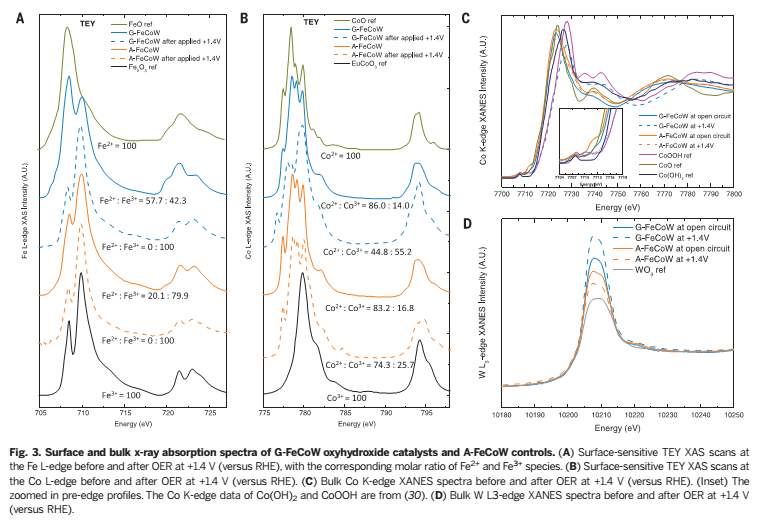 A.
TEY
FeO ref
G-FeCoW
G-FeCoW after applied +1.4V
A-FeCoW
A-FeCoW after applied +1.4V
Fe2O3 ref
Fe²⁺ = 100
Fe²⁺ : Fe³⁺ = 57.7 : 42.3
Fe²⁺ : Fe³⁺ = 0 : 100
Fe²⁺ : Fe³⁺ = 20.1 : 79.9
Fe²⁺ : Fe³⁺ = 0 : 100
Fe³⁺ = 100
Fe L-edge XAS Intensity (A.U.)
705 710 715 720 725
Energy (eV)
B
TEY
CoO ref
G-FeCoW
G-FeCoW after applied +1.4V
A-FeCoW
A-FeCoW after applied +1.4V
EuCoO3 ref
Co²⁺ = 100
Co²⁺ : Co³⁺ = 86.0 : 14.0
Co²⁺ : Co³⁺ = 44.8 : 55.2
Co²⁺ : Co³⁺ = 83.2 : 16.8
Co²⁺ : Co³⁺ = 74.3 : 25.7
Co³⁺ = 100
Co L-edge XAS Intensity (A.U.)
775 780 785 790 795
Energy (eV)
C
Co K-edge XANES Intensity (A.U.)
G-FeCoW at open circuit
G-FeCoW at +1.4V
A-FeCoW at open circuit
A-FeCoW at +1.4V
CoOOH ref
CoO ref
Co(OH)2 ref
Energy(eV)
7700 7710 7720 7730 7740 7750 7760 7770 7780 7790 7800
Energy (eV)
D
G-FeCoW at open circuit
G-FeCoW at +1.4V
A-FeCoW at open circuit
A-FeCoW at +1.4V
WO3 ref
W L3-edge XANES Intensity (A.U.)
10180 10190 10200 10210 10220 10230 10240 10250
Energy (eV)
Fig. 3. Surface and bulk x-ray absorption spectra of G-FeCoW oxyhydroxide catalysts and A-FeCoW controls. (A) Surface-sensitive TEY XAS scans at
the Fe L-edge before and after OER at +1.4 V (versus RHE), with the corresponding molar ratio of Fe²⁺ and Fe³⁺ species. (B) Surface-sensitive TEY XAS scans at
the Co L-edge before and after OER at +1.4 V (versus RHE). (C) Bulk Co K-edge XANES spectra before and after OER at +1.4 V (versus RHE). (Inset) The
zoomed in pre-edge profiles. The Co K-edge data of Co(OH)2 and CoOOH are from (30). (D) Bulk W L3-edge XANES spectra before and after OER at +1.4 V
(versus RHE).